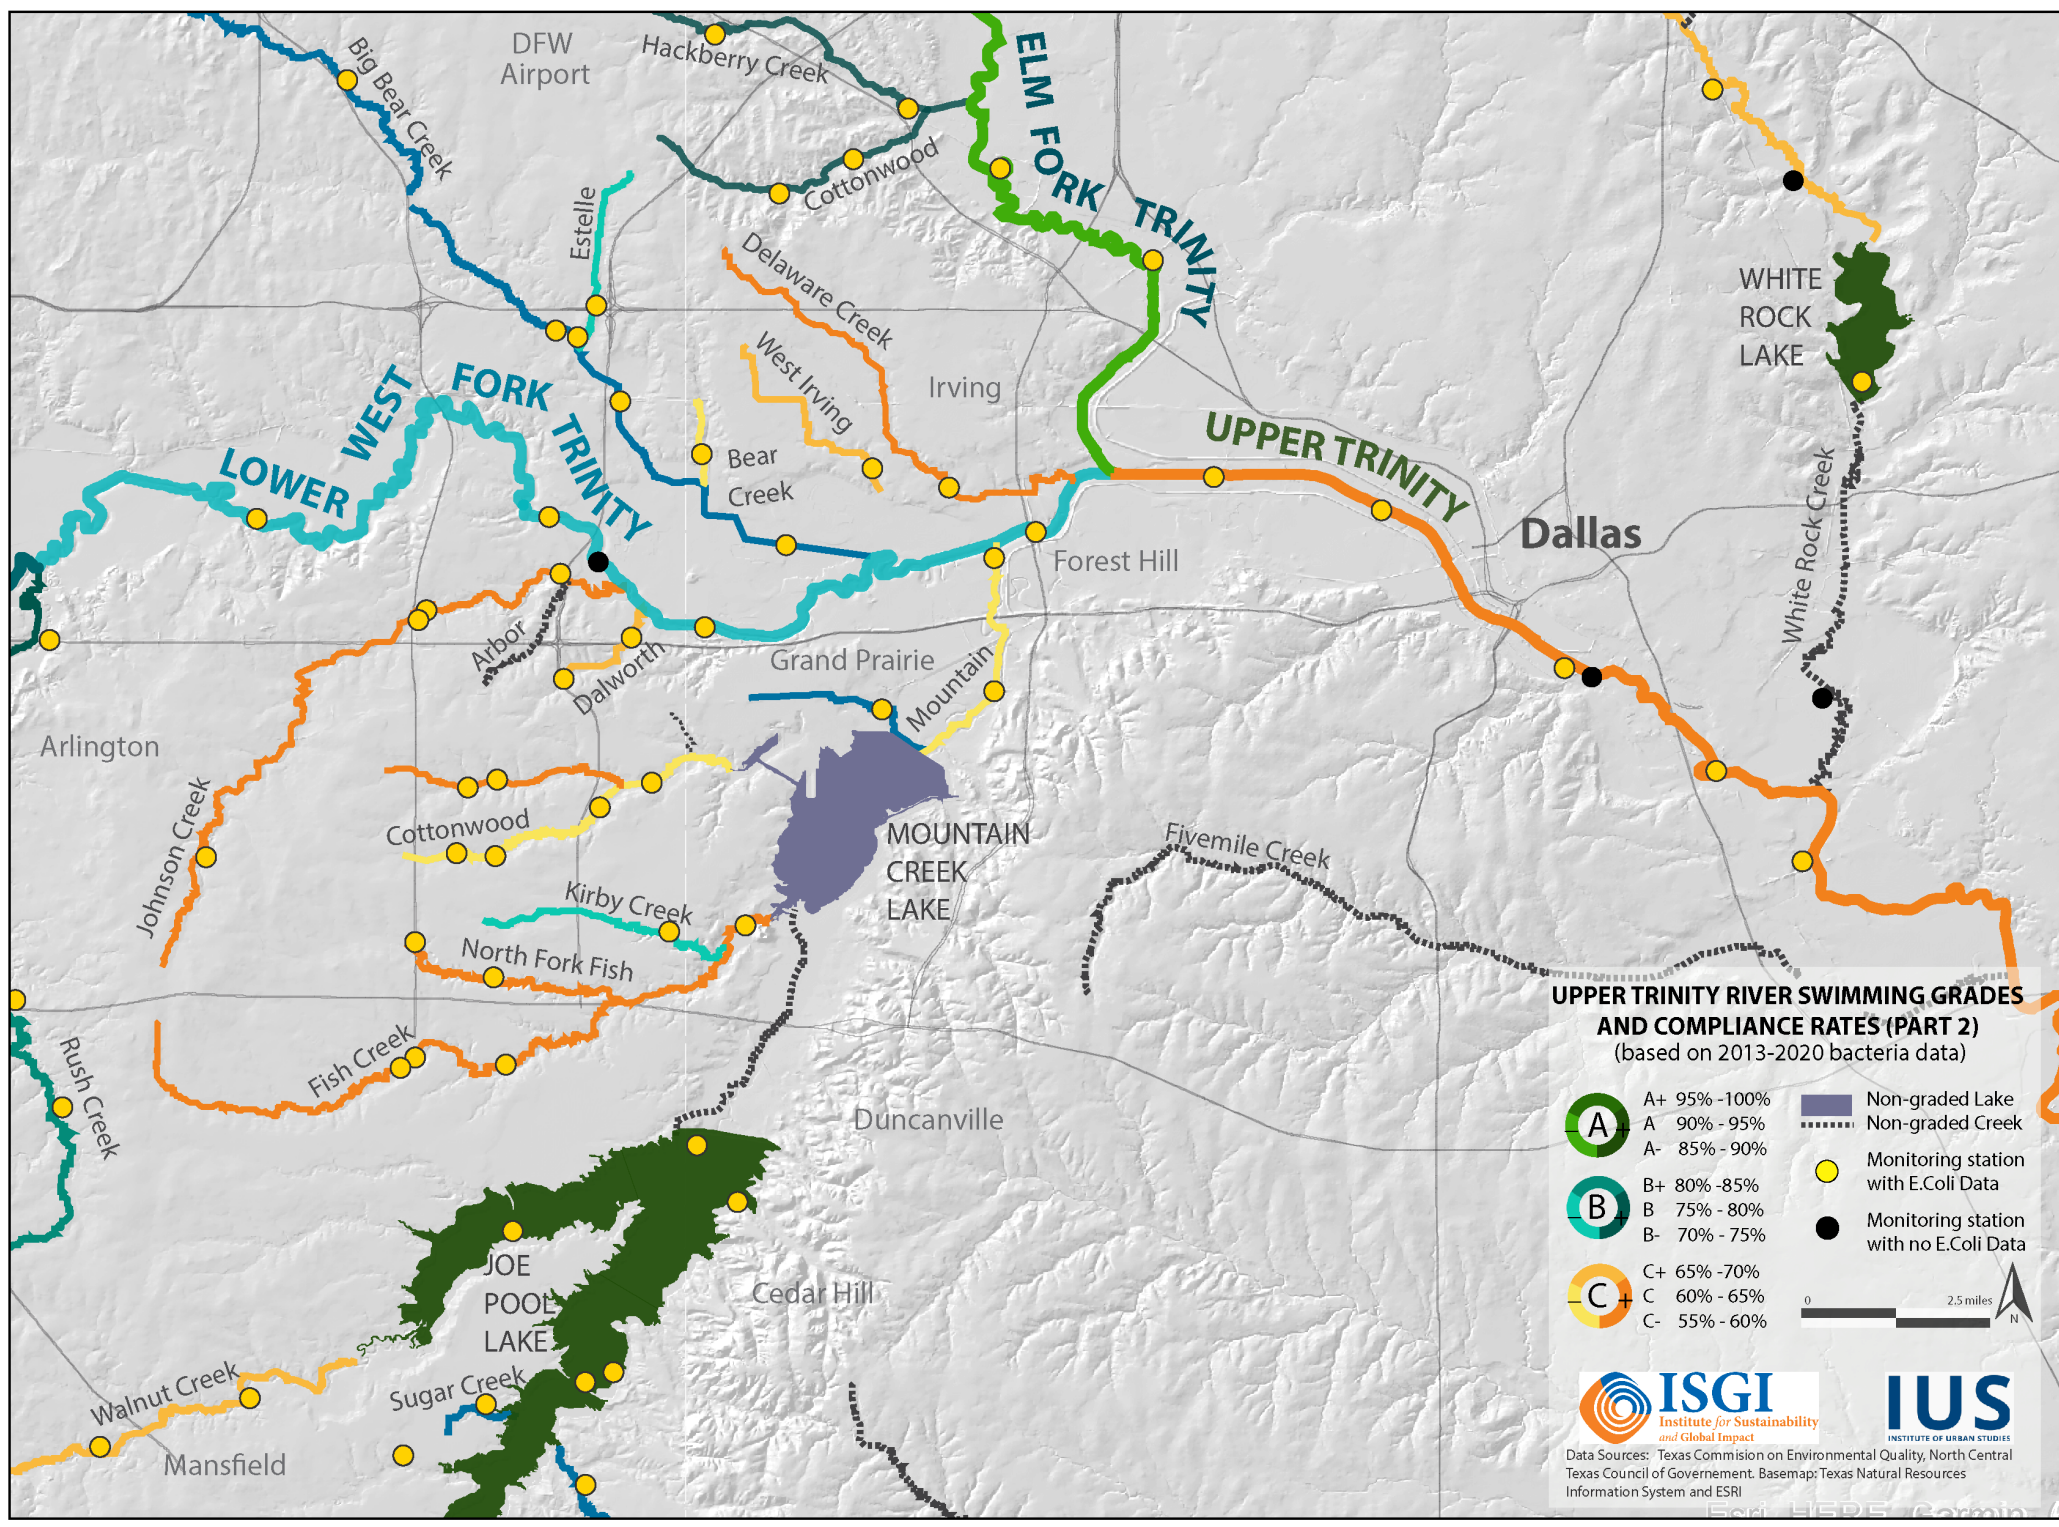 DFW
Airport
Hackberry Creek
Big Bear Creek
ELM FORK TRINITY
Cottonwood
Estelle
Delaware Creek
WHITE
ROCK
LAKE
West Irving
Irving
LOWER WEST FORK TRINITY
UPPER TRINITY
Bear
Creek
Dallas
White Rock Creek
Forest Hill
Arbor
Dalworth
Grand Prairie
Mountain
Arlington
Johnson Creek
Cottonwood
MOUNTAIN
CREEK
LAKE
Fivemile Creek
Kirby Creek
North Fork Fish
Fish Creek
Rush Creek
Duncanville
JOE
POOL
LAKE
Cedar Hill
Walnut Creek
Sugar Creek
Mansfield
UPPER TRINITY RIVER SWIMMING GRADES
AND COMPLIANCE RATES (PART 2)
(based on 2013-2020 bacteria data)
A
- +
A+ 95% -100%
A 90% - 95%
A- 85% - 90%
B
- +
B+ 80% -85%
B 75% - 80%
B- 70% - 75%
C
- +
C+ 65% -70%
C 60% - 65%
C- 55% - 60%
Non-graded Lake
Non-graded Creek
Monitoring station
with E.Coli Data
Monitoring station
with no E.Coli Data
0 2.5 miles
N
ISGI
Institute for Sustainability
and Global Impact
IUS
INSTITUTE OF URBAN STUDIES
Data Sources: Texas Commision on Environmental Quality, North Central
Texas Council of Governement. Basemap: Texas Natural Resources
Information System and ESRI
Esri, HERE, Garmin,